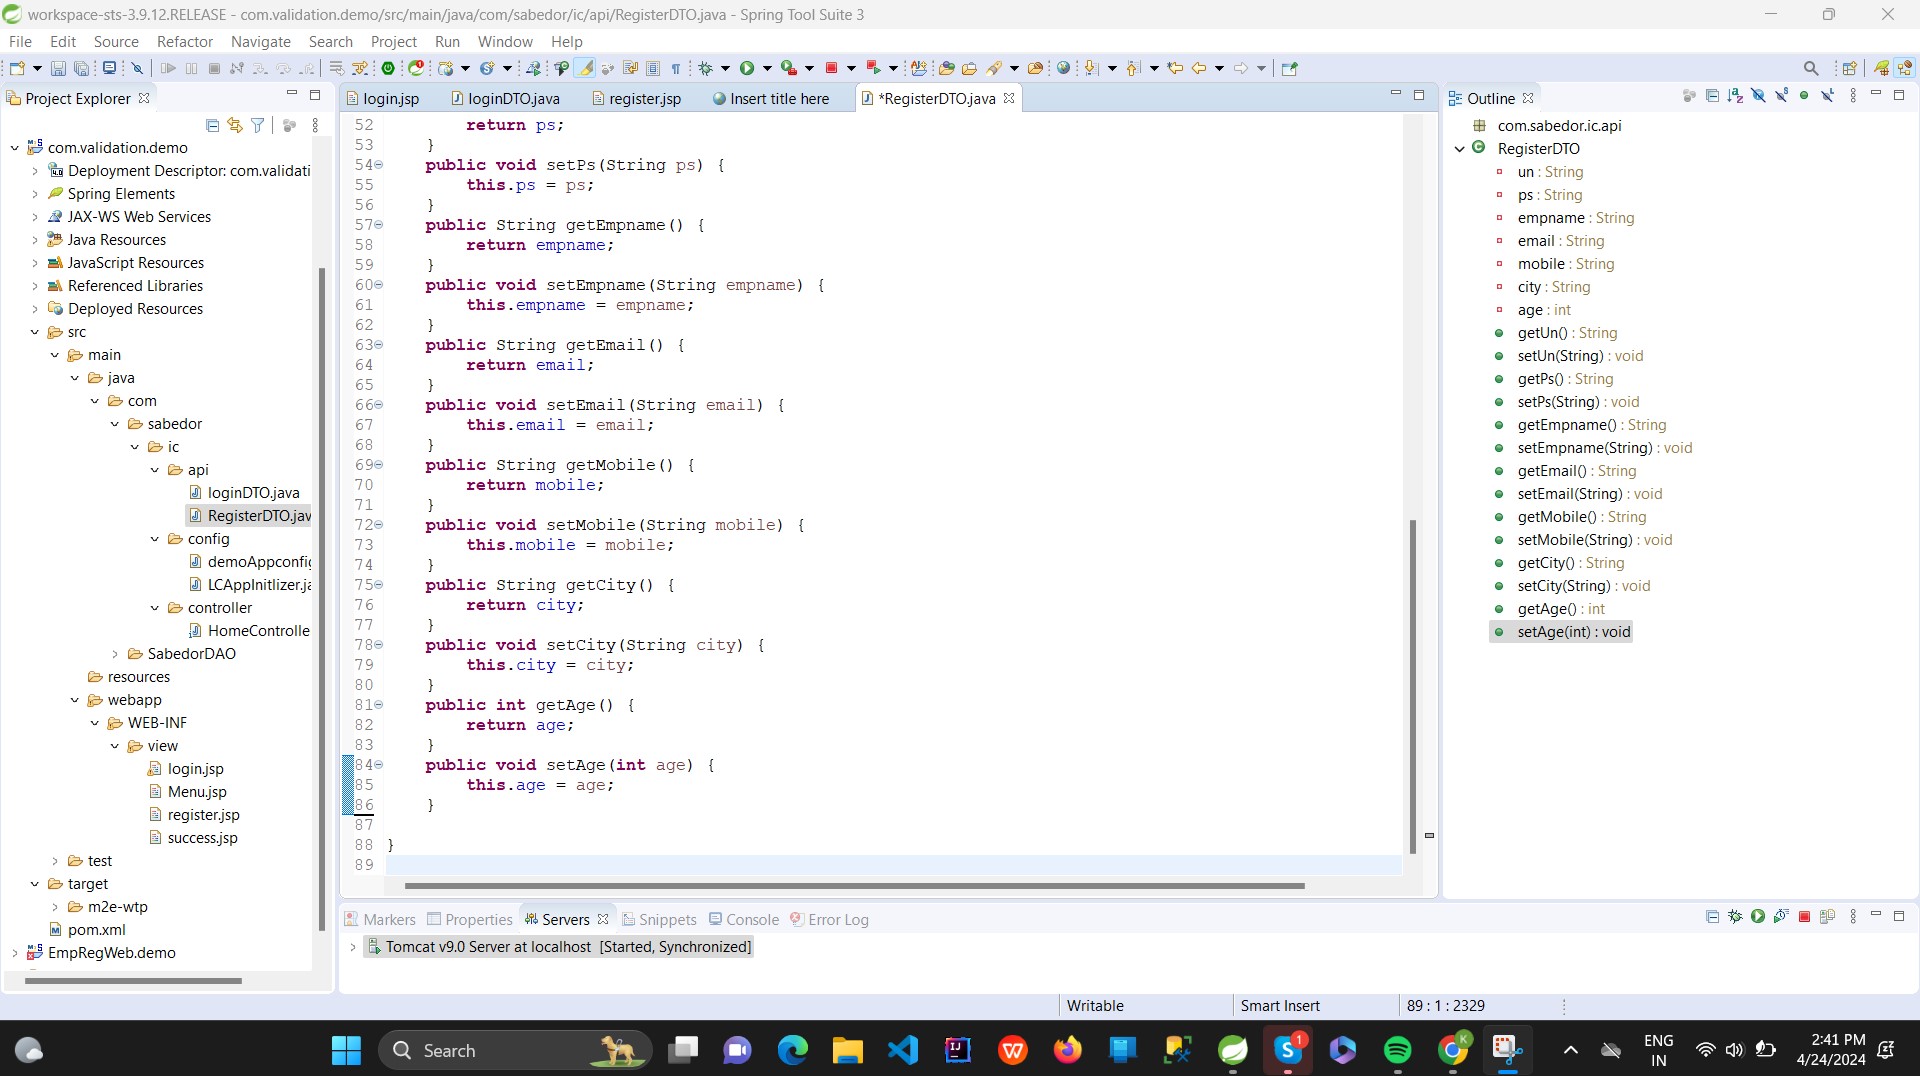 workspace-sts-3.9.12.RELEASE - com.validation.demo/src/main/java/com/sabedor/ic/api/RegisterDTO.java - Spring Tool Suite 3
File Edit Source Refactor Navigate Search Project Run Window Help
Project Explorer
com.validation.demo
Deployment Descriptor: com.validati
Spring Elements
JAX-WS Web Services
Java Resources
JavaScript Resources
Referenced Libraries
Deployed Resources
src
main
java
com
sabedor
ic
api
loginDTO.java
RegisterDTO.jav
config
demoAppconfig
LCAppInitlizer.ja
controller
HomeControlle
SabedorDAO
resources
webapp
WEB-INF
view
login.jsp
Menu.jsp
register.jsp
success.jsp
test
target
m2e-wtp
pom.xml
EmpRegWeb.demo
login.jsp loginDTO.java register.jsp Insert title here *RegisterDTO.java
52 return ps;
53 }
54 public void setPs(String ps) {
55 this.ps = ps;
56 }
57 public String getEmpname() {
58 return empname;
59 }
60 public void setEmpname(String empname) {
61 this.empname = empname;
62 }
63 public String getEmail() {
64 return email;
65 }
66 public void setEmail(String email) {
67 this.email = email;
68 }
69 public String getMobile() {
70 return mobile;
71 }
72 public void setMobile(String mobile) {
73 this.mobile = mobile;
74 }
75 public String getCity() {
76 return city;
77 }
78 public void setCity(String city) {
79 this.city = city;
80 }
81 public int getAge() {
82 return age;
83 }
84 public void setAge(int age) {
85 this.age = age;
86 }
87
88 }
89
Outline
com.sabedor.ic.api
RegisterDTO
un : String
ps : String
empname : String
email : String
mobile : String
city : String
age : int
getUn() : String
setUn(String) : void
getPs() : String
setPs(String) : void
getEmpname() : String
setEmpname(String) : void
getEmail() : String
setEmail(String) : void
getMobile() : String
setMobile(String) : void
getCity() : String
setCity(String) : void
getAge() : int
setAge(int) : void
Markers Properties Servers Snippets Console Error Log
Tomcat v9.0 Server at localhost [Started, Synchronized]
Writable Smart Insert 89 : 1 : 2329
Search
ENG
IN
2:41 PM
4/24/2024